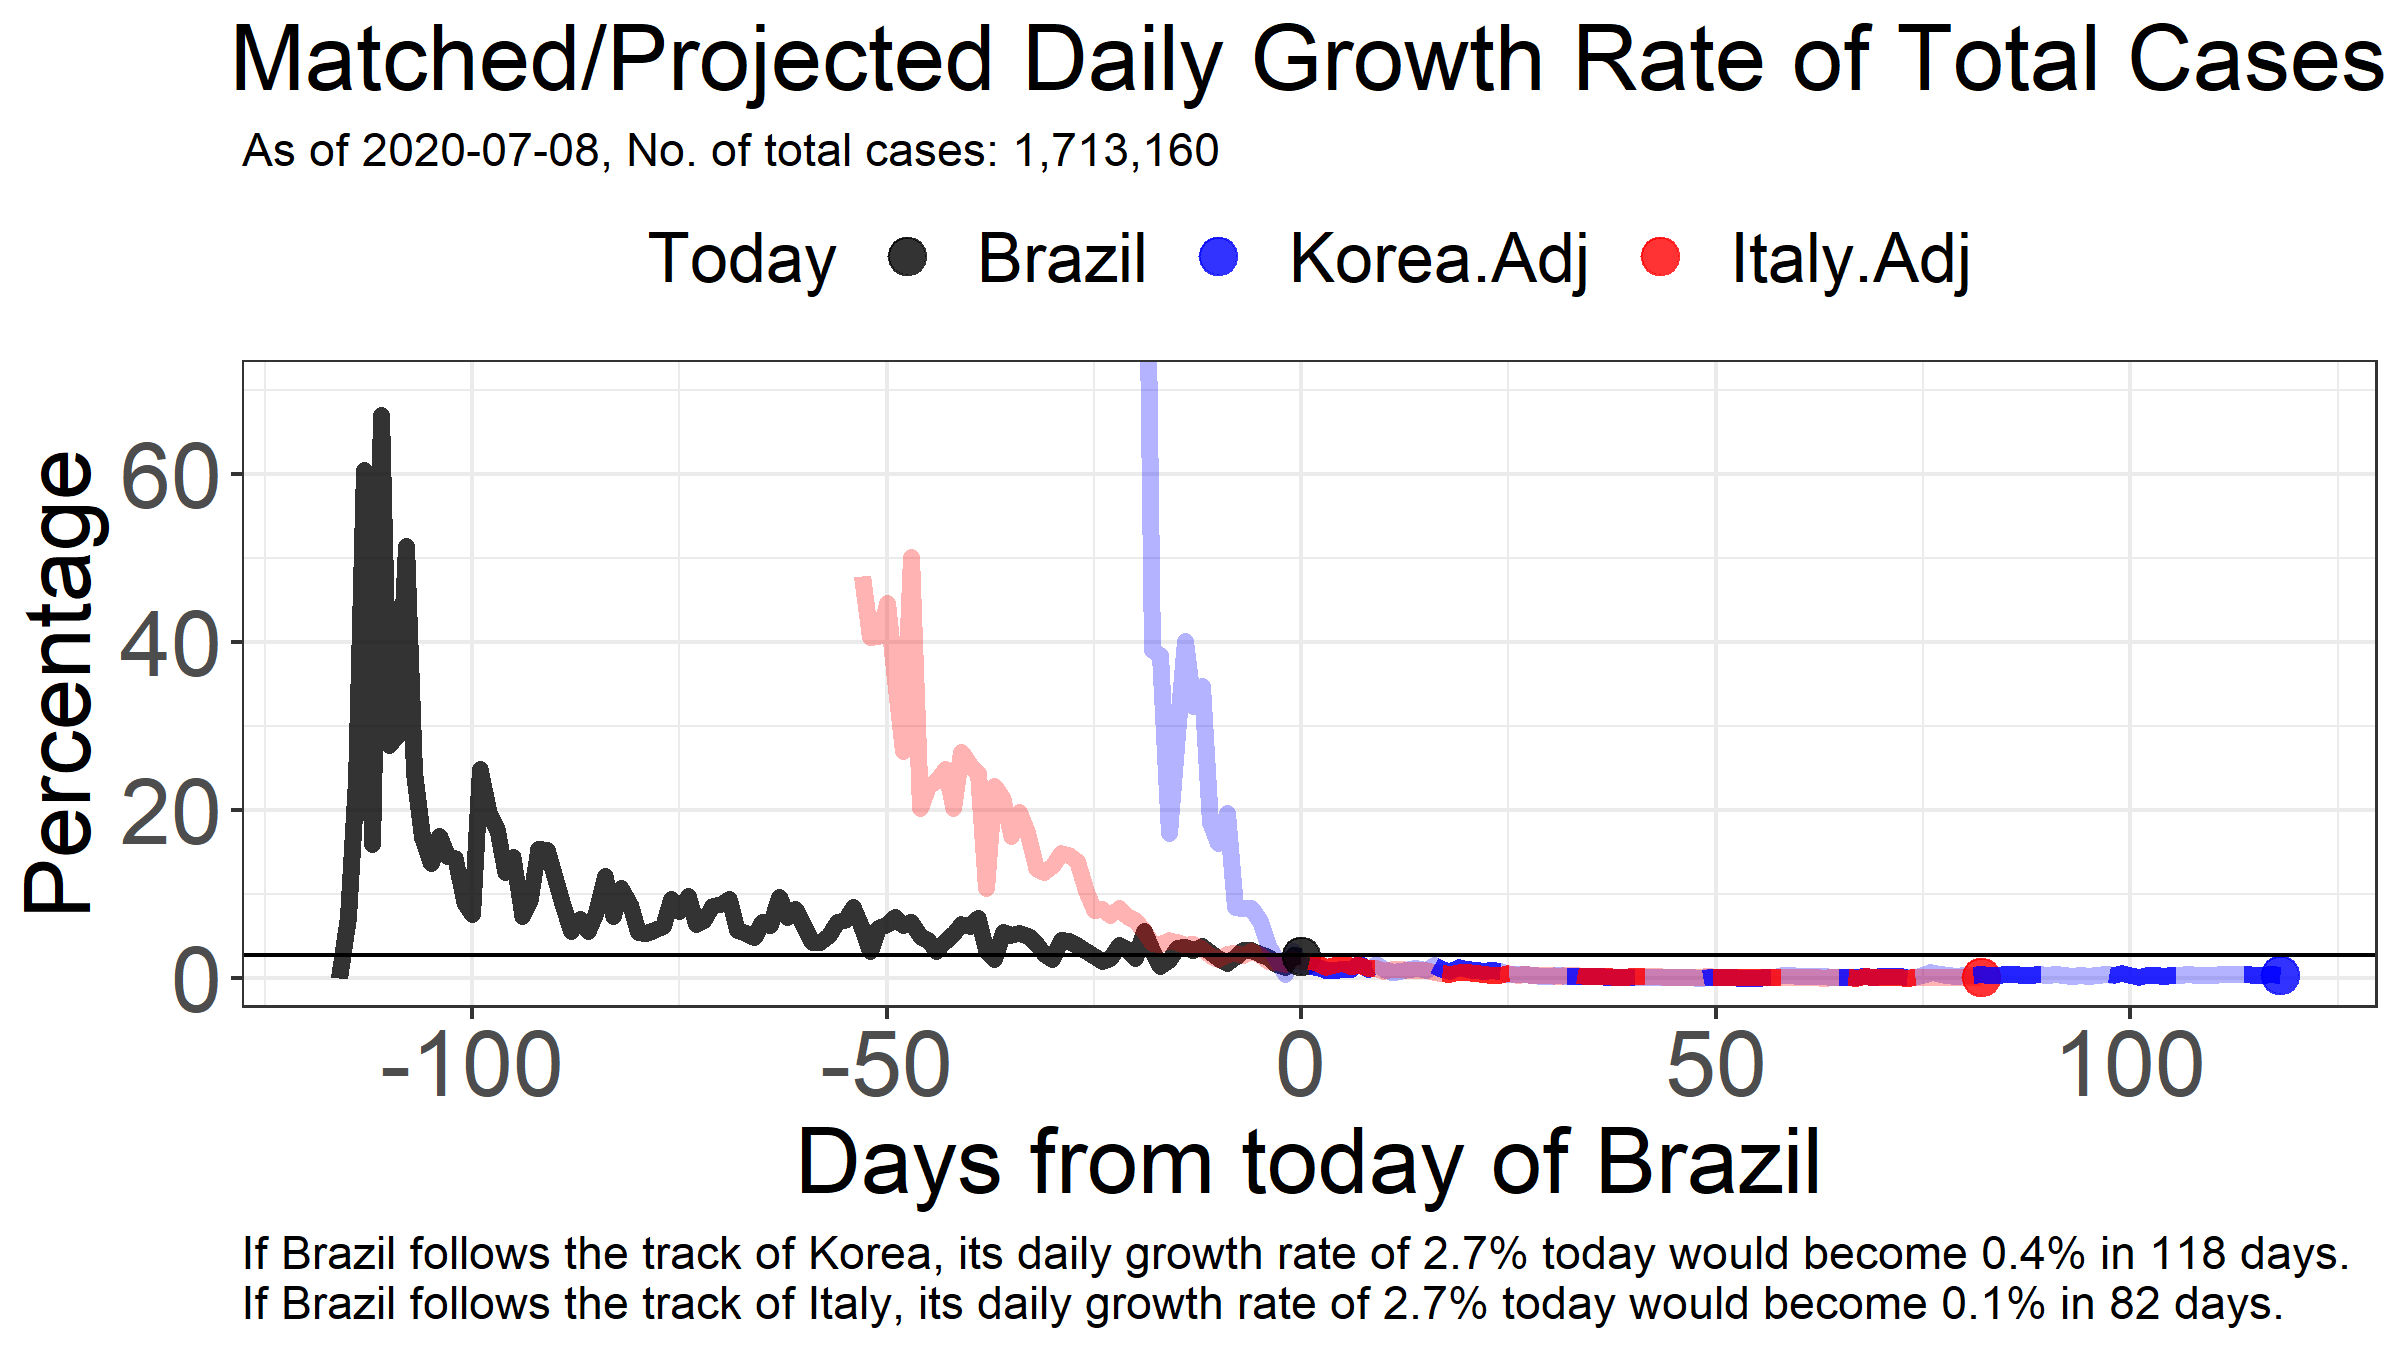 Matched/Projected Daily Growth Rate of Total Cases
As of 2020-07-08, No. of total cases: 1,713,160
Today Brazil Korea.Adj Italy.Adj
Percentage
60
40
20
0
-100 -50 0 50 100
Days from today of Brazil
If Brazil follows the track of Korea, its daily growth rate of 2.7% today would become 0.4% in 118 days.
If Brazil follows the track of Italy, its daily growth rate of 2.7% today would become 0.1% in 82 days.